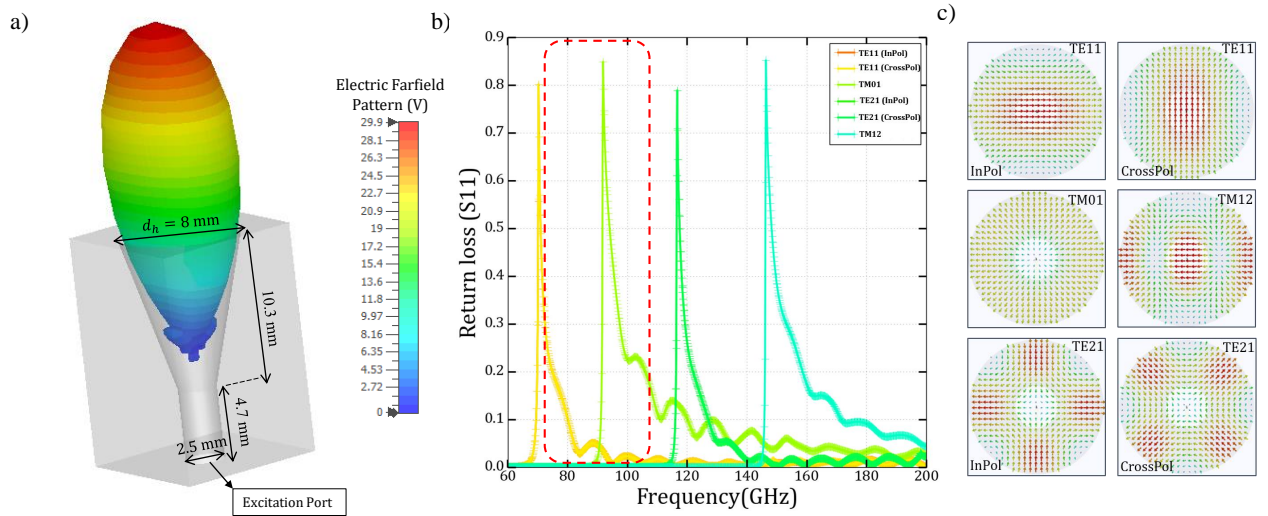 a)
Electric Farfield
Pattern (V)
29.9
28.1
26.3
24.5
22.7
20.9
19
17.2
15.4
13.6
11.8
9.98
8.16
6.35
4.53
2.72
0
d_h = 8 mm
10.3 mm
4.7 mm
2.5 mm
Excitation Port
b)
Return loss (S11)
0.9
0.8
0.7
0.6
0.5
0.4
0.3
0.2
0.1
0.0
60 80 100 120 140 160 180 200
Frequency(GHz)
TE11 (InPol)
TE11 (CrossPol)
TM01
TE21 (InPol)
TE21 (CrossPol)
TM12
c)
TE11
InPol
TE11
CrossPol
TM01
TM12
TE21
InPol
TE21
CrossPol